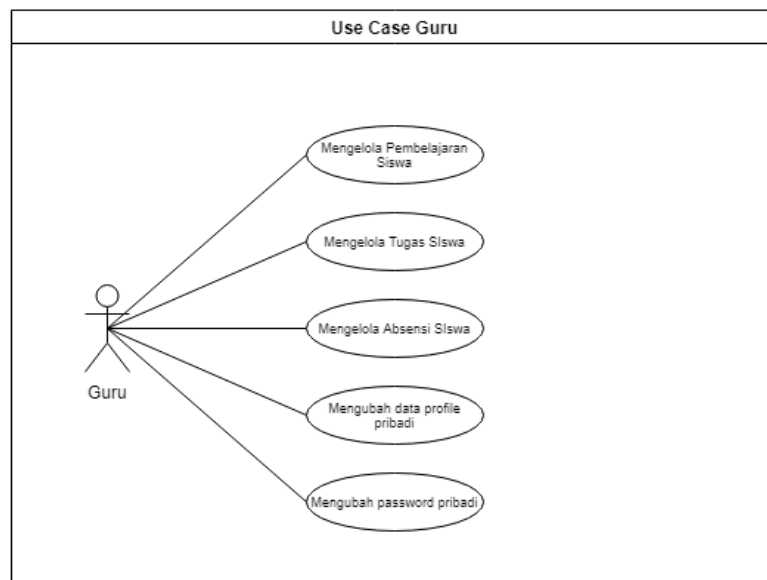 Use Case Guru
Mengelola Pembelajaran
Siswa
Mengelola Tugas SIswa
Mengelola Absensi SIswa
Guru
Mengubah data profile
pribadi
Mengubah password pribadi